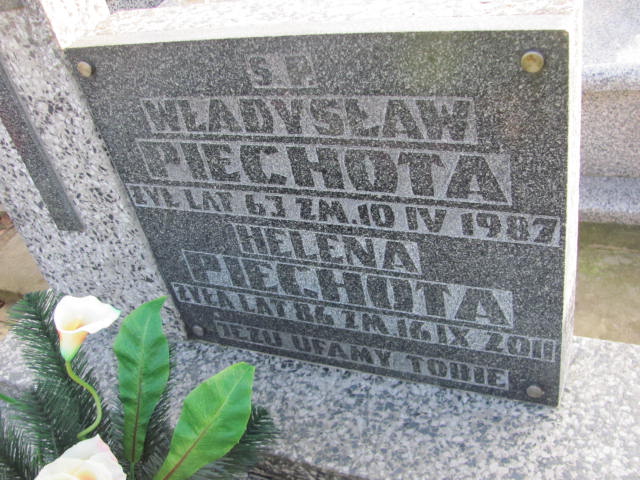 Ś.P.
WŁADYSŁAW
PIECHOTA
ŻYŁ LAT 63 ZM. 10 IV 1987
HELENA
PIECHOTA
ŻYŁA LAT 86 ZM. 16 IX 2011
JEZU UFAMY TOBIE